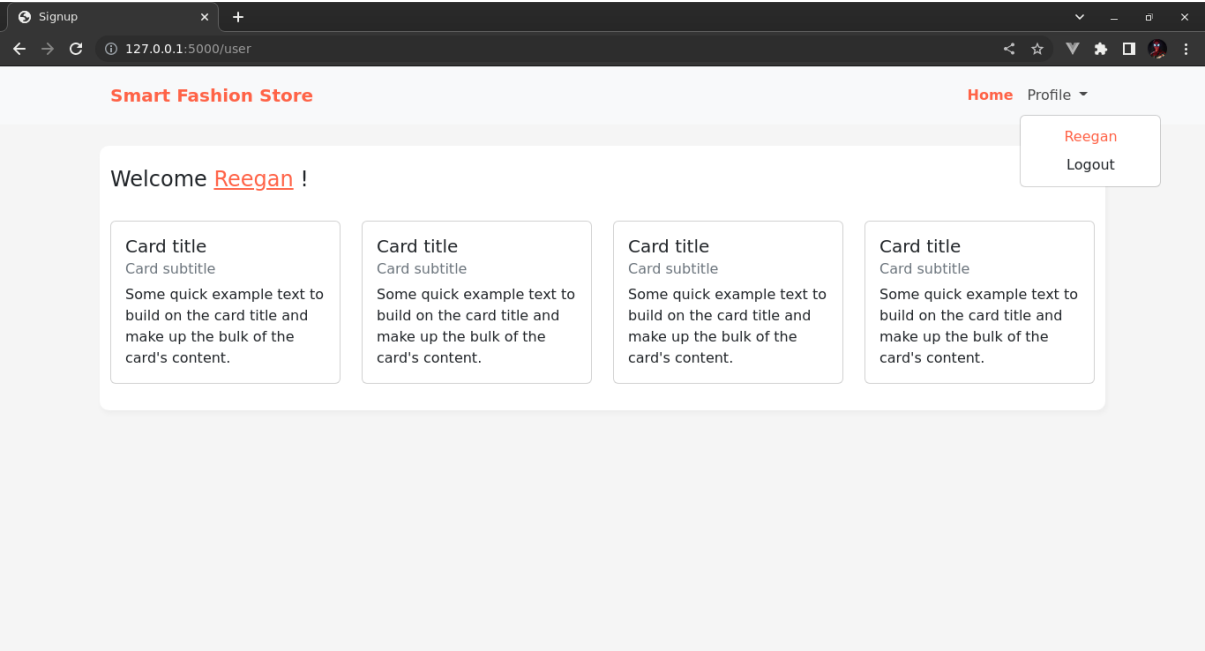 Signup
127.0.0.1:5000/user
Smart Fashion Store
Home Profile
Reegan
Logout
Welcome Reegan !
Card title
Card subtitle
Some quick example text to
build on the card title and
make up the bulk of the
card's content.
Card title
Card subtitle
Some quick example text to
build on the card title and
make up the bulk of the
card's content.
Card title
Card subtitle
Some quick example text to
build on the card title and
make up the bulk of the
card's content.
Card title
Card subtitle
Some quick example text to
build on the card title and
make up the bulk of the
card's content.